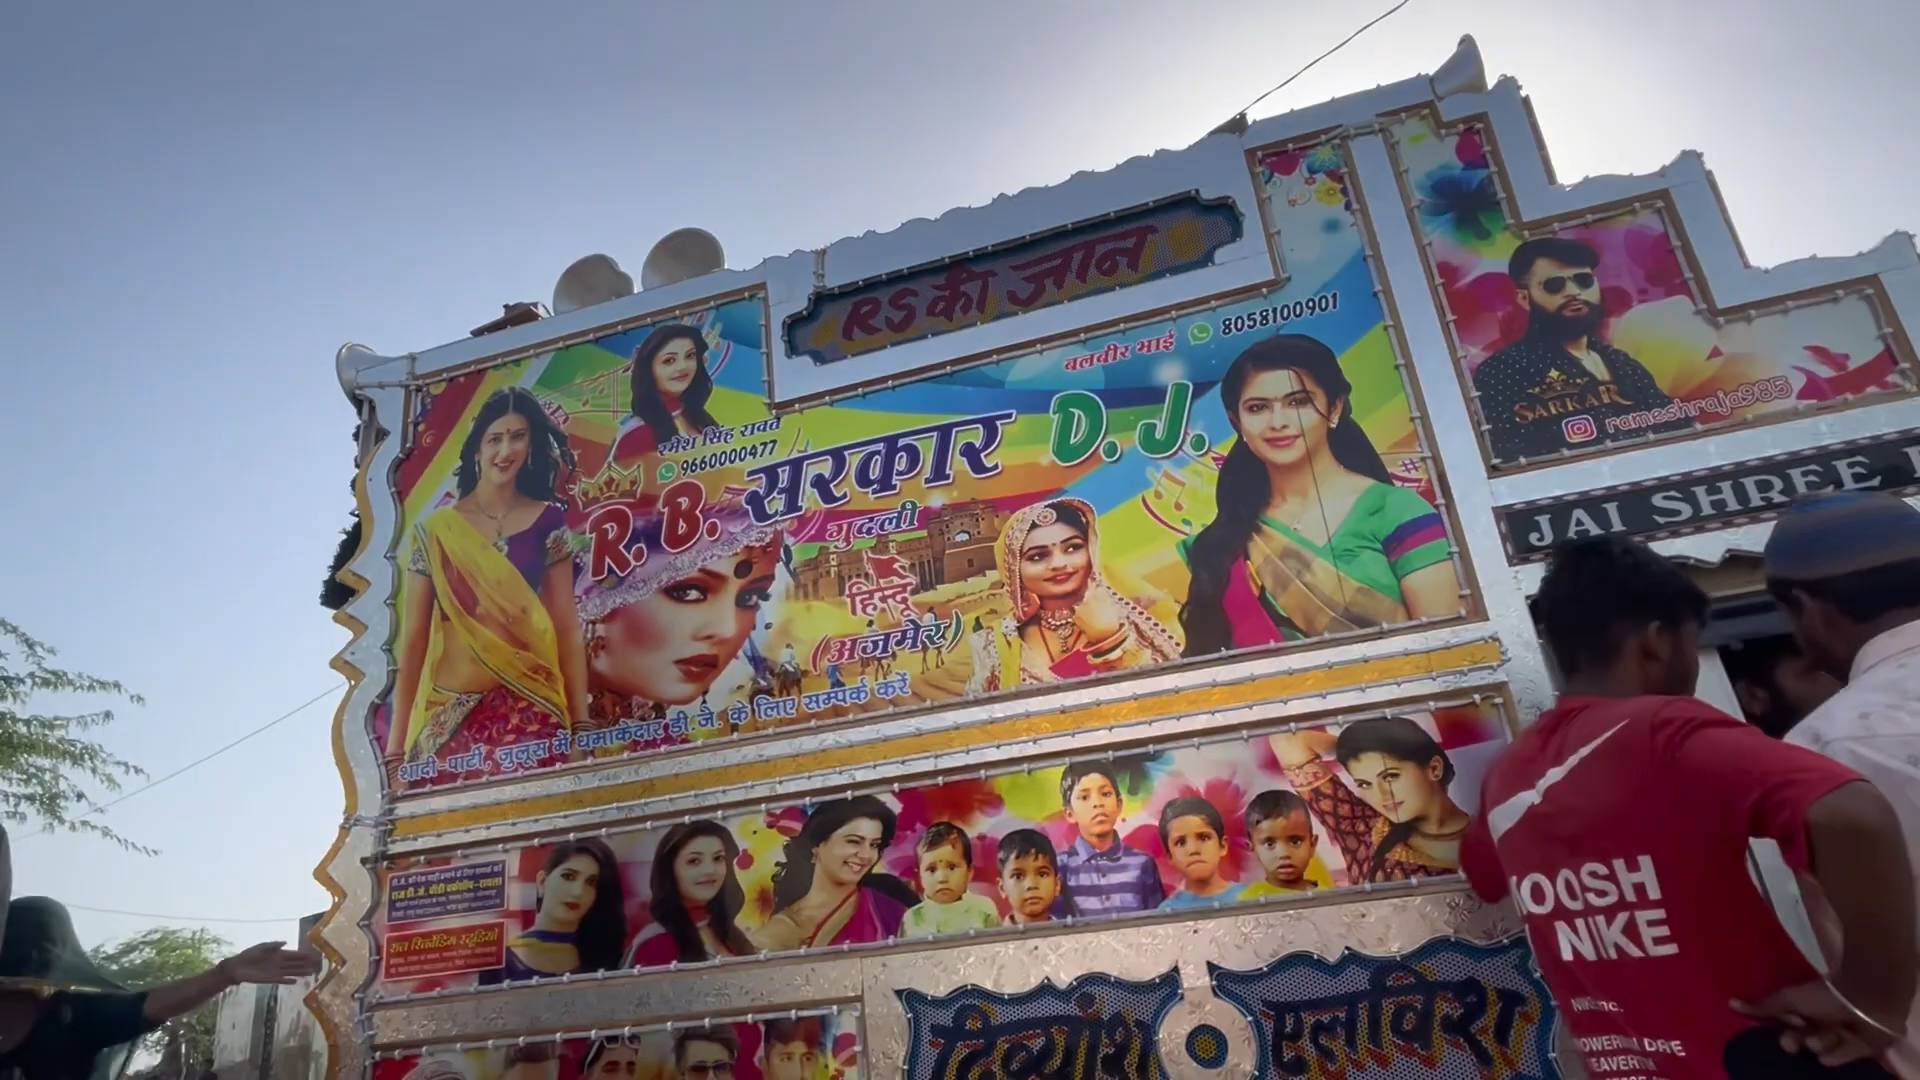 RS की जान
बलबीर भाई 8058100901
रमेश सिंह रावत
9660000477
R. B. सरकार D. J.
गुदली
हिन्दू
(अजमेर)
शादी-पार्टी, जुलूस में धमाकेदार डी.जे. के लिए सम्पर्क करें
SARKAR
rameshraja985
JAI SHREE
दिव्यांश
एलविश
OOSH
NIKE